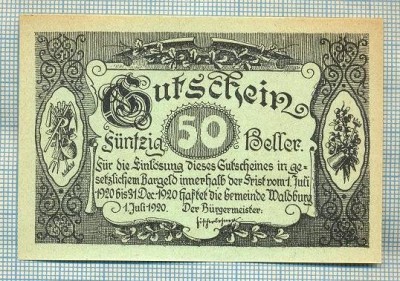 Gutschein
Fünfzig 50 Heller.
Für die Einlösung dieses Gutscheines in ge-
setzlichem Bargeld innerhalb der Frist vom 1. Juli
1920 bis 31. Dez. 1920 haftet die Gemeinde Waldburg
1. Juli 1920. Der Bürgermeister: